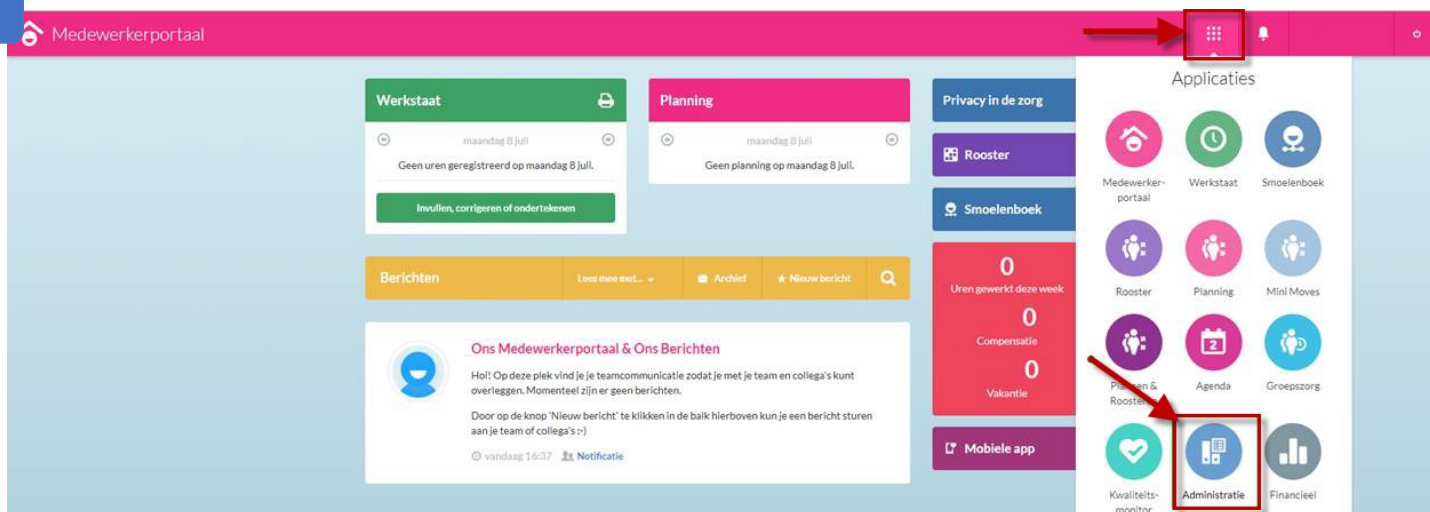 Medewerkerportaal
Werkstaat
maandag 8 juli
Geen uren geregistreerd op maandag 8 juli.
Invullen, corrigeren of ondertekenen
Planning
maandag 8 juli
Geen planning op maandag 8 juli.
Berichten
Lees mee met...
Archief
Nieuw bericht
Ons Medewerkerportaal & Ons Berichten
Hoi! Op deze plek vind je je teamcommunicatie zodat je met je team en collega's kunt
overleggen. Momenteel zijn er geen berichten.
Door op de knop 'Nieuw bericht' te klikken in de balk hierboven kun je een bericht sturen
aan je team of collega's :-)
vandaag 16:37 Notificatie
Privacy in de zorg
Rooster
Smoelenboek
0
Uren gewerkt deze week
0
Compensatie
0
Vakantie
Mobiele app
Applicaties
Medewerker-
portaal
Werkstaat
Smoelenboek
Rooster
Planning
Mini Moves
&
2
Agenda
Groepszorg
Kwaliteits-
monitor
Administratie
Financieel